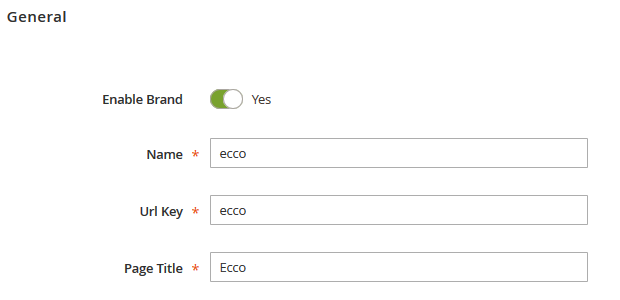 General
Enable Brand Yes
Name * ecco
Url Key * ecco
Page Title * Ecco